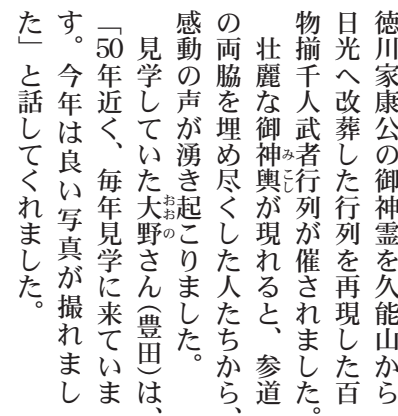 徳川家康公の御神霊を久能山から
日光へ改葬した行列を再現した百
物揃千人武者行列が催されました。
壮麗な御神輿が現れると、参道
の両脇を埋め尽くした人たちから、
感動の声が湧き起こりました。
見学していた大野さん（豊田）は、
「50年近く、毎年見学に来ていま
す。今年は良い写真が撮れまし
た」と話してくれました。
みこし
おおの